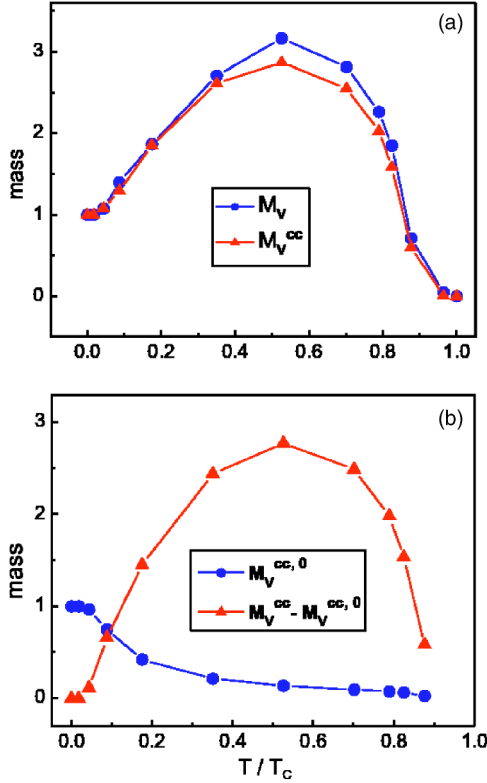 (a)
3
2
1
0
mass
M_V
M_V^cc
0.0 0.2 0.4 0.6 0.8 1.0
(b)
3
2
1
0
mass
M_V^cc, 0
M_V^cc - M_V^cc, 0
0.0 0.2 0.4 0.6 0.8 1.0
T / T_C